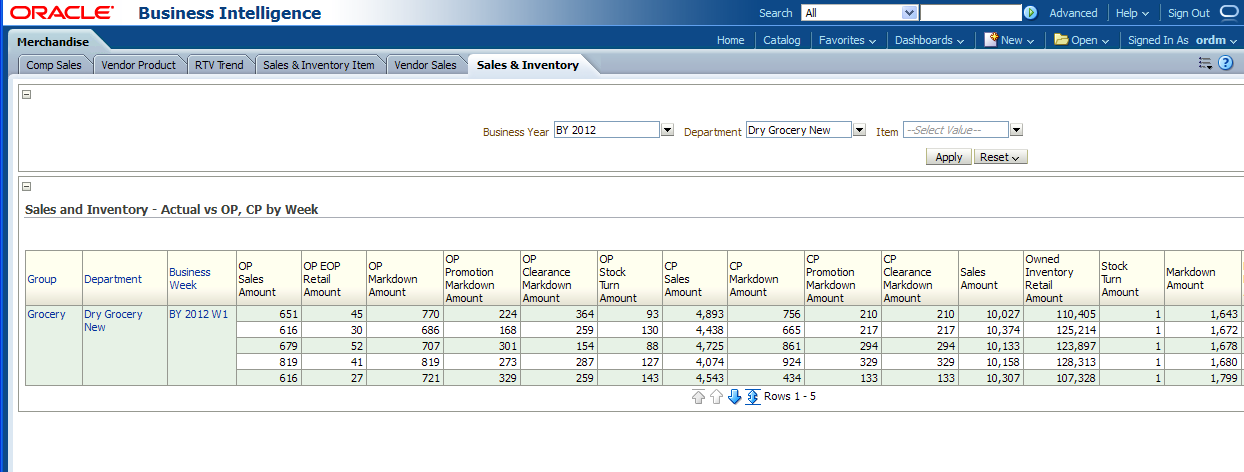 ORACLE Business Intelligence Search All Advanced Help Sign Out
Merchandise Home Catalog Favorites Dashboards New Open Signed In As ordm
Comp Sales Vendor Product RTV Trend Sales & Inventory Item Vendor Sales Sales & Inventory
Business Year BY 2012 Department Dry Grocery New Item --Select Value--
Apply Reset
Sales and Inventory - Actual vs OP, CP by Week
Group Department Business Week OP Sales Amount OP EOP Retail Amount OP Markdown Amount OP Promotion Markdown Amount OP Clearance Markdown Amount OP Stock Turn Amount CP Sales Amount CP Markdown Amount CP Promotion Markdown Amount CP Clearance Markdown Amount Sales Amount Owned Inventory Retail Amount Stock Turn Amount Markdown Amount
Grocery Dry Grocery New BY 2012 W1 651 45 770 224 364 93 4,893 756 210 210 10,027 110,405 1 1,643
616 30 686 168 259 130 4,438 665 217 217 10,374 125,214 1 1,672
679 52 707 301 154 88 4,725 861 294 294 10,133 123,897 1 1,678
819 41 819 273 287 127 4,074 924 329 329 10,158 128,313 1 1,680
616 27 721 329 259 143 4,543 434 133 133 10,307 107,328 1 1,799
Rows 1 - 5